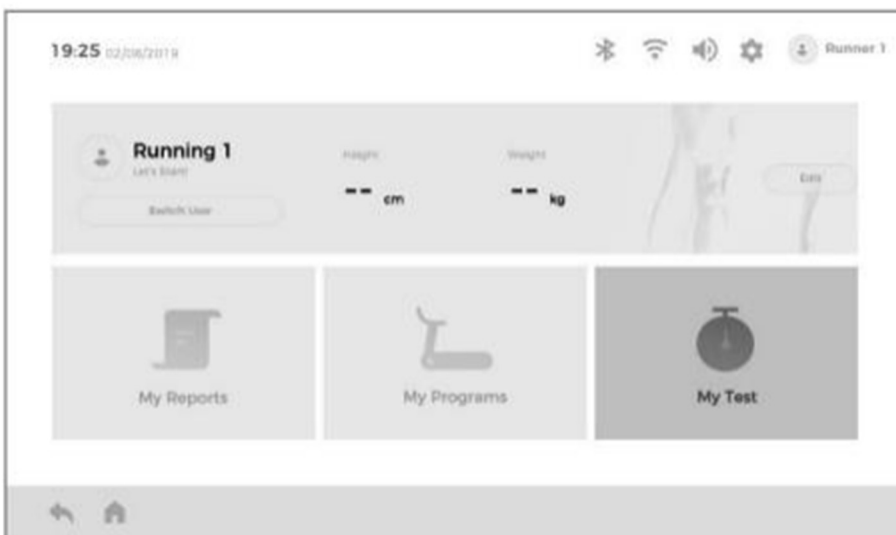 19:25 02/08/2019
Runner 1
Running 1
Let's Start!
Switch User
Height
-- cm
Weight
-- kg
Edit
My Reports
My Programs
My Test